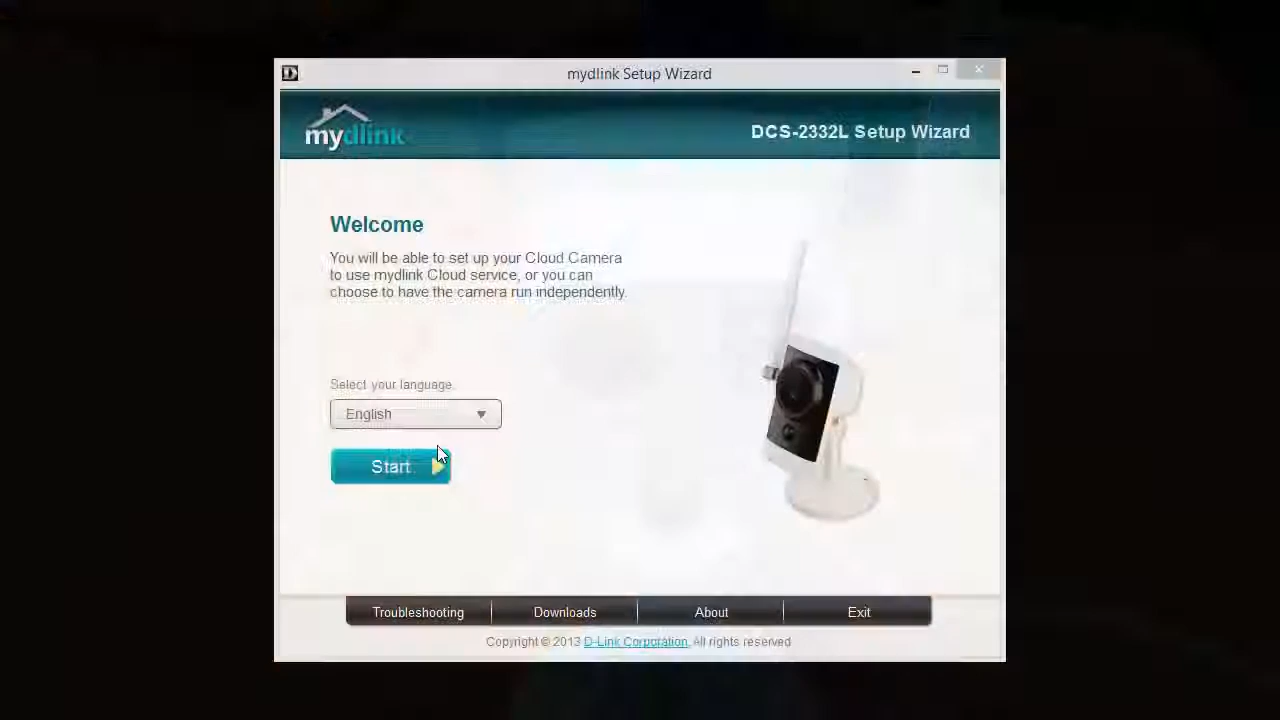 mydlink Setup Wizard
mydlink
DCS-2332L Setup Wizard
Welcome
You will be able to set up your Cloud Camera
to use mydlink Cloud service, or you can
choose to have the camera run independently.
Select your language.
English
Start
Troubleshooting
Downloads
About
Exit
Copyright © 2013 D-Link Corporation. All rights reserved